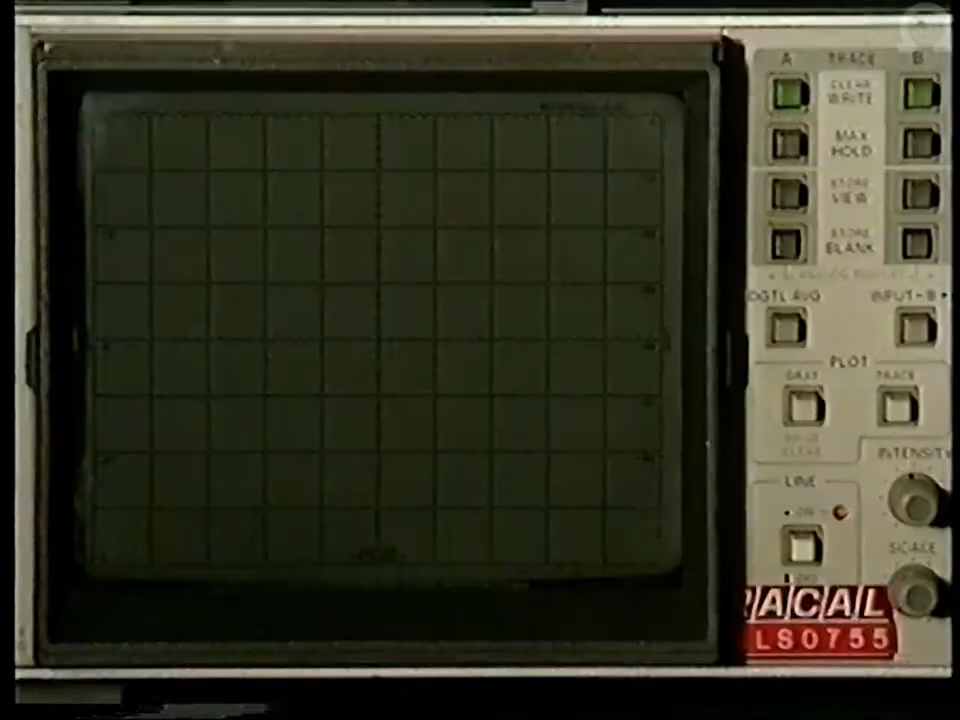 A TRACE B
CLEAR
WRITE
MAX
HOLD
STORE
VIEW
STORE
BLANK
DGTL AVG INPUT-B
PLOT
GRAT TRACE
INTENSITY
LINE
ON
SCALE
RACAL
LS0755